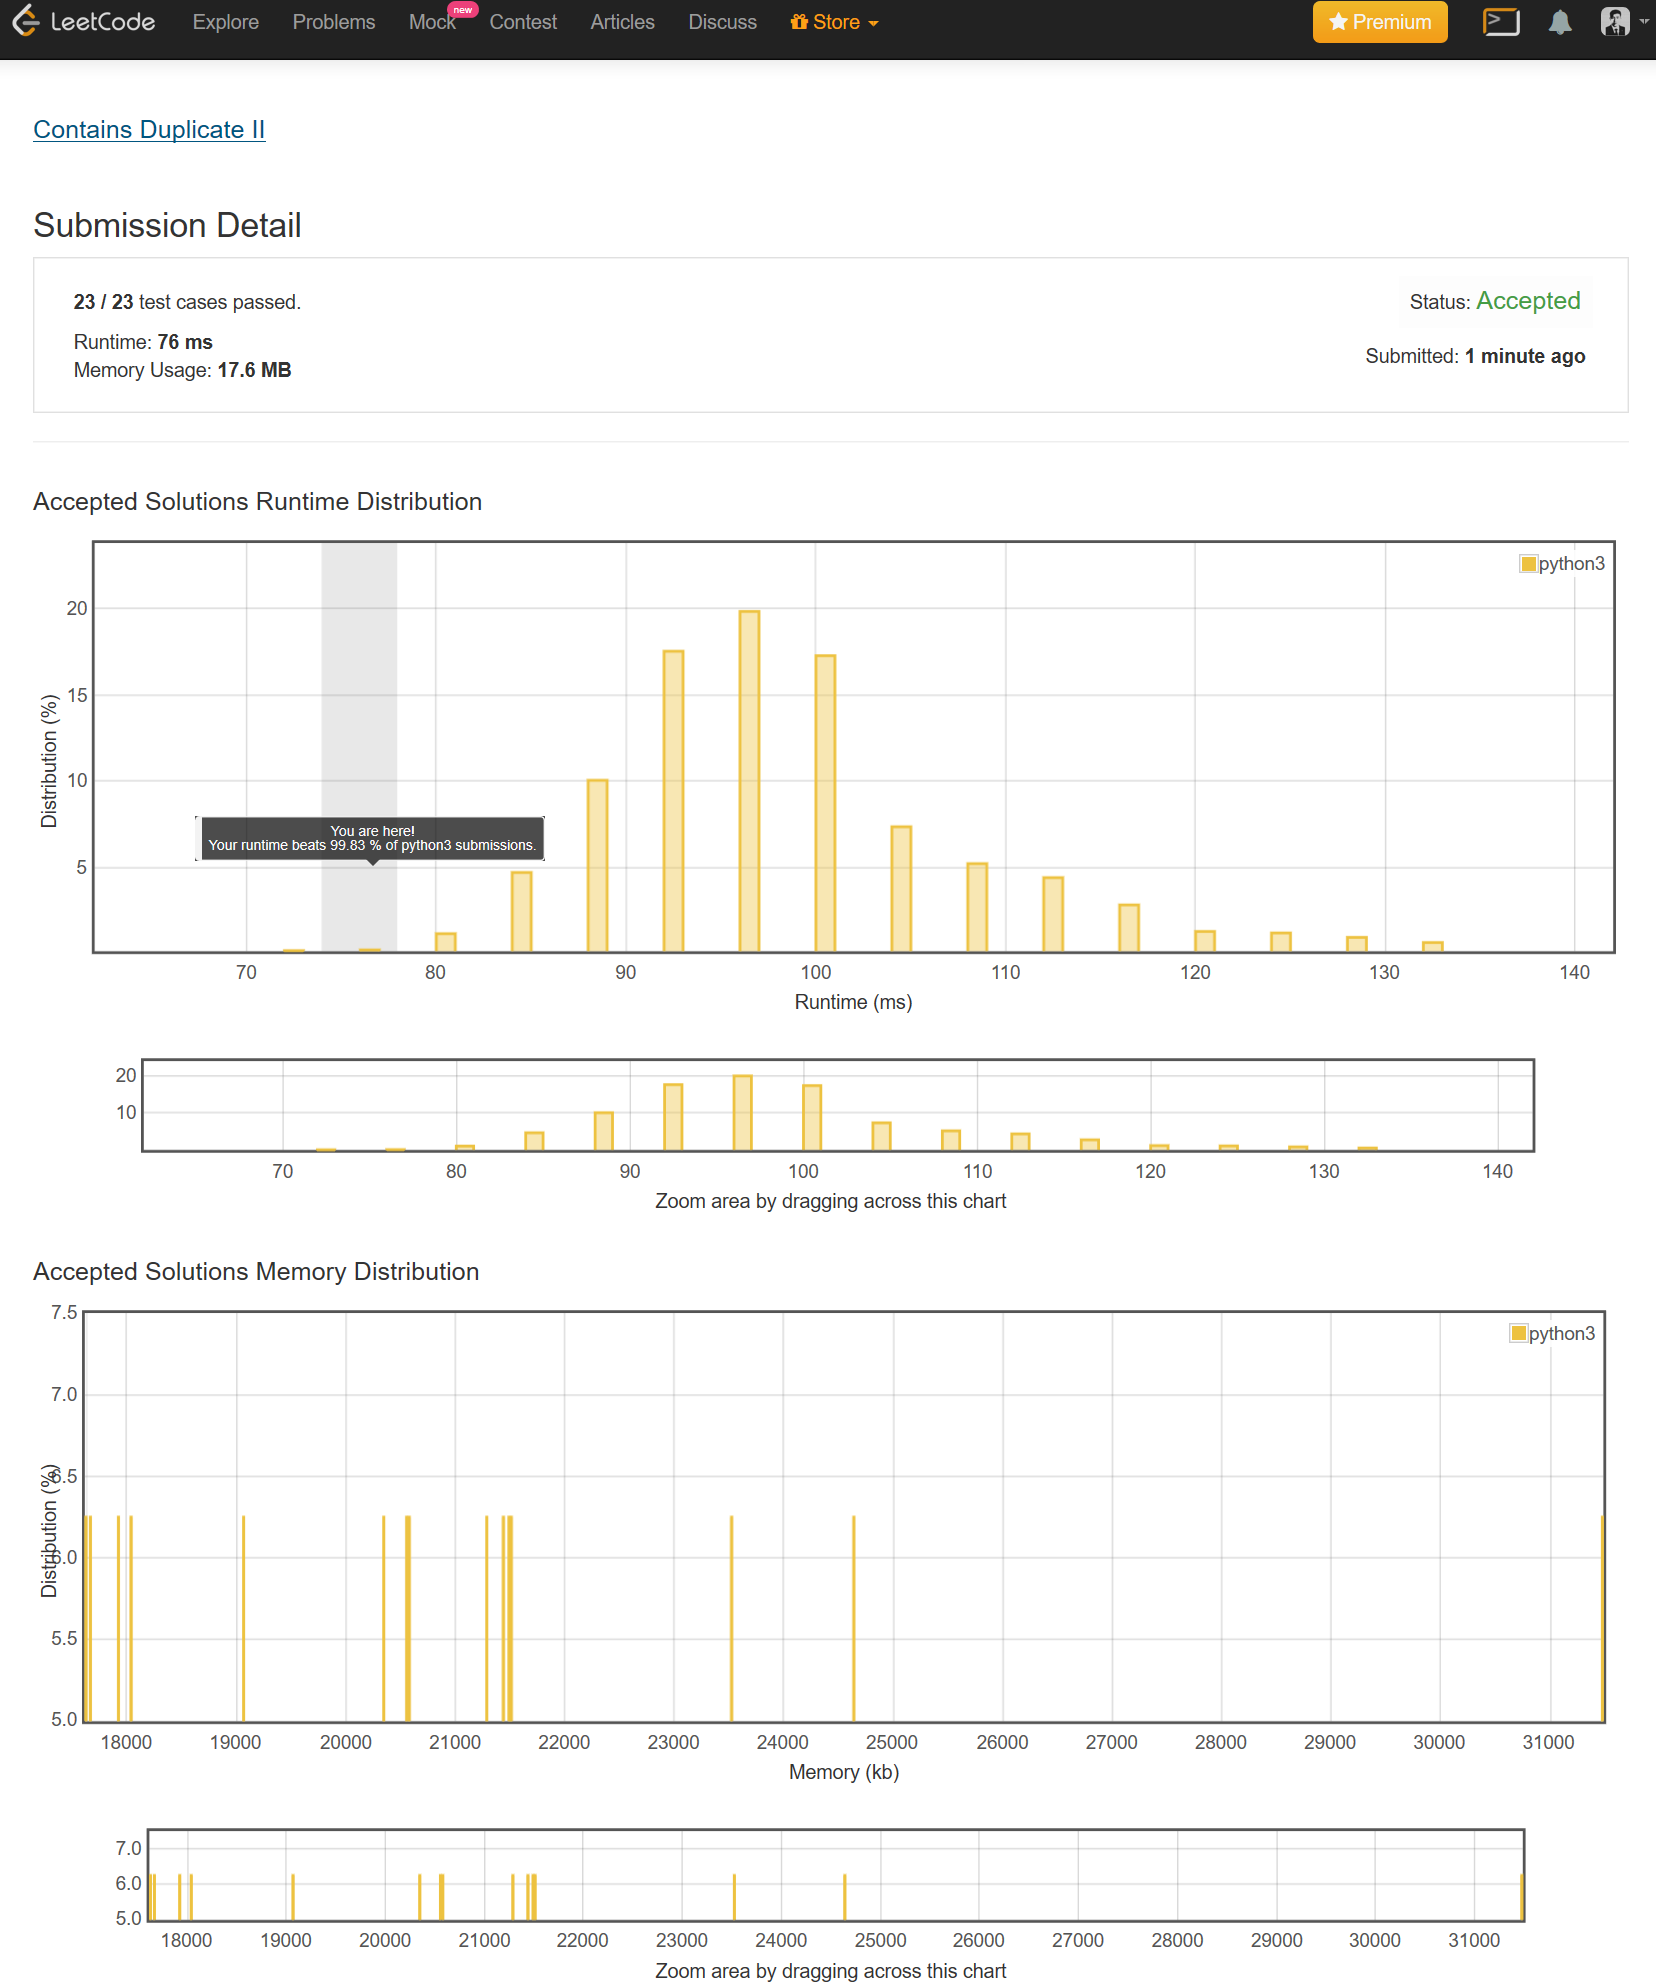 LeetCode Explore Problems Mock new Contest Articles Discuss Store Premium
Contains Duplicate II
Submission Detail
23 / 23 test cases passed.
Status: Accepted
Runtime: 76 ms
Submitted: 1 minute ago
Memory Usage: 17.6 MB
Accepted Solutions Runtime Distribution
python3
20
15
10
5
Distribution (%)
You are here!
Your runtime beats 99.83 % of python3 submissions.
70 80 90 100 110 120 130 140
Runtime (ms)
20
10
70 80 90 100 110 120 130 140
Zoom area by dragging across this chart
Accepted Solutions Memory Distribution
python3
7.5
7.0
6.5
6.0
5.5
5.0
Distribution (%)
18000 19000 20000 21000 22000 23000 24000 25000 26000 27000 28000 29000 30000 31000
Memory (kb)
7.0
6.0
5.0
18000 19000 20000 21000 22000 23000 24000 25000 26000 27000 28000 29000 30000 31000
Zoom area by dragging across this chart